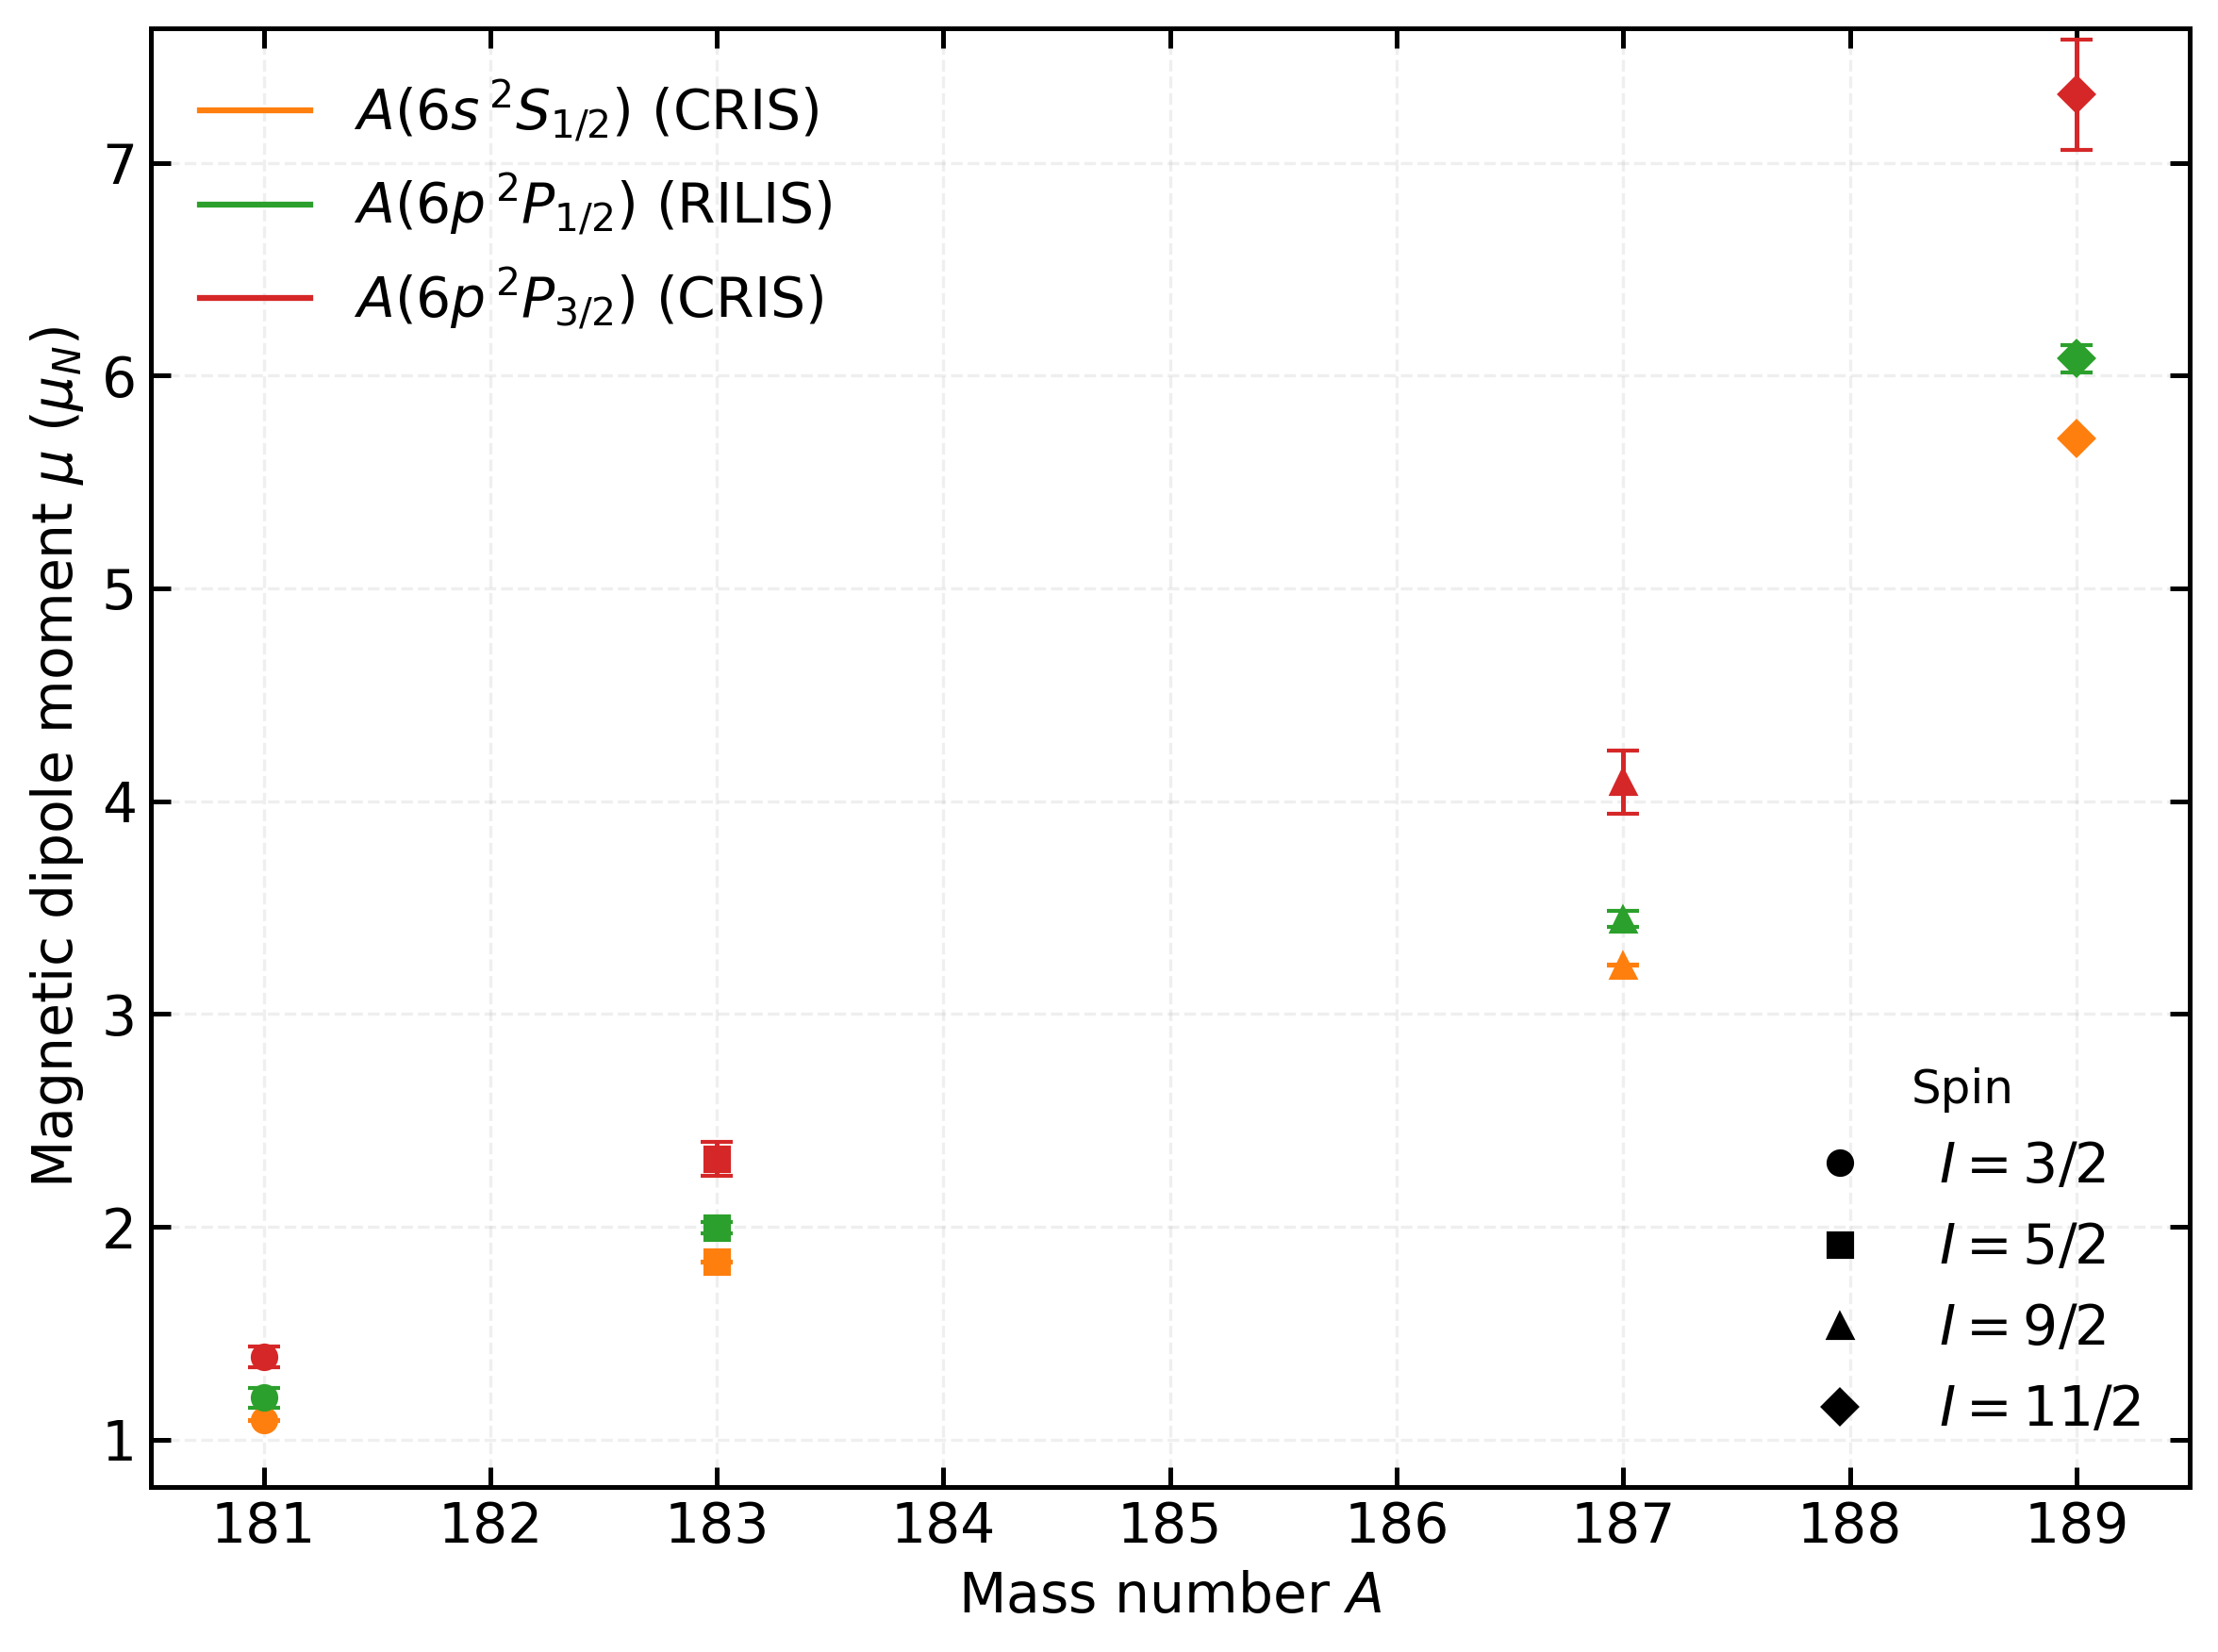 A(6s ²S₁/₂) (CRIS)
A(6p ²P₁/₂) (RILIS)
A(6p ²P₃/₂) (CRIS)
Magnetic dipole moment μ (μ_N)
7
6
5
4
3
2
1
Spin
I = 3/2
I = 5/2
I = 9/2
I = 11/2
181 182 183 184 185 186 187 188 189
Mass number A